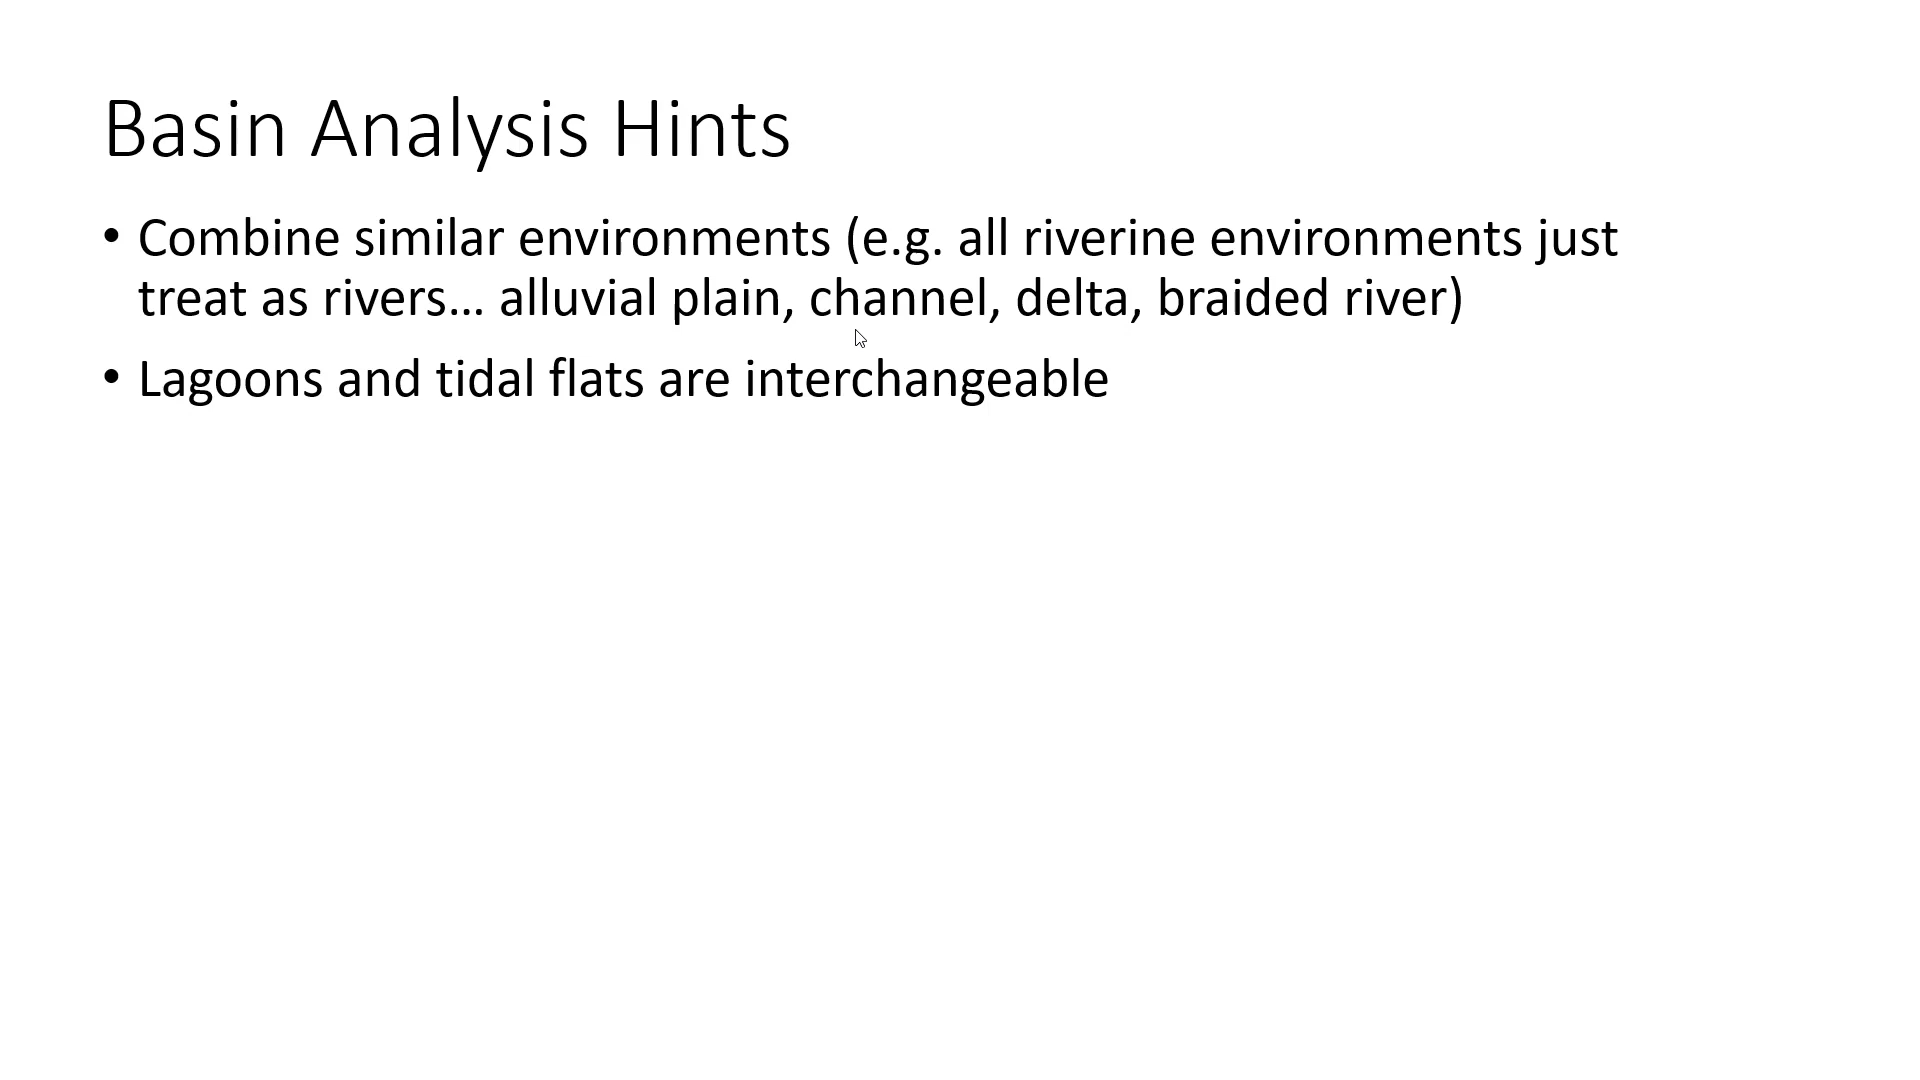 Basin Analysis Hints
• Combine similar environments (e.g. all riverine environments just
treat as rivers... alluvial plain, channel, delta, braided river)
• Lagoons and tidal flats are interchangeable